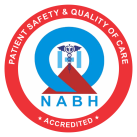 PATIENT SAFETY & QUALITY OF CARE
NABH
• ACCREDITED •